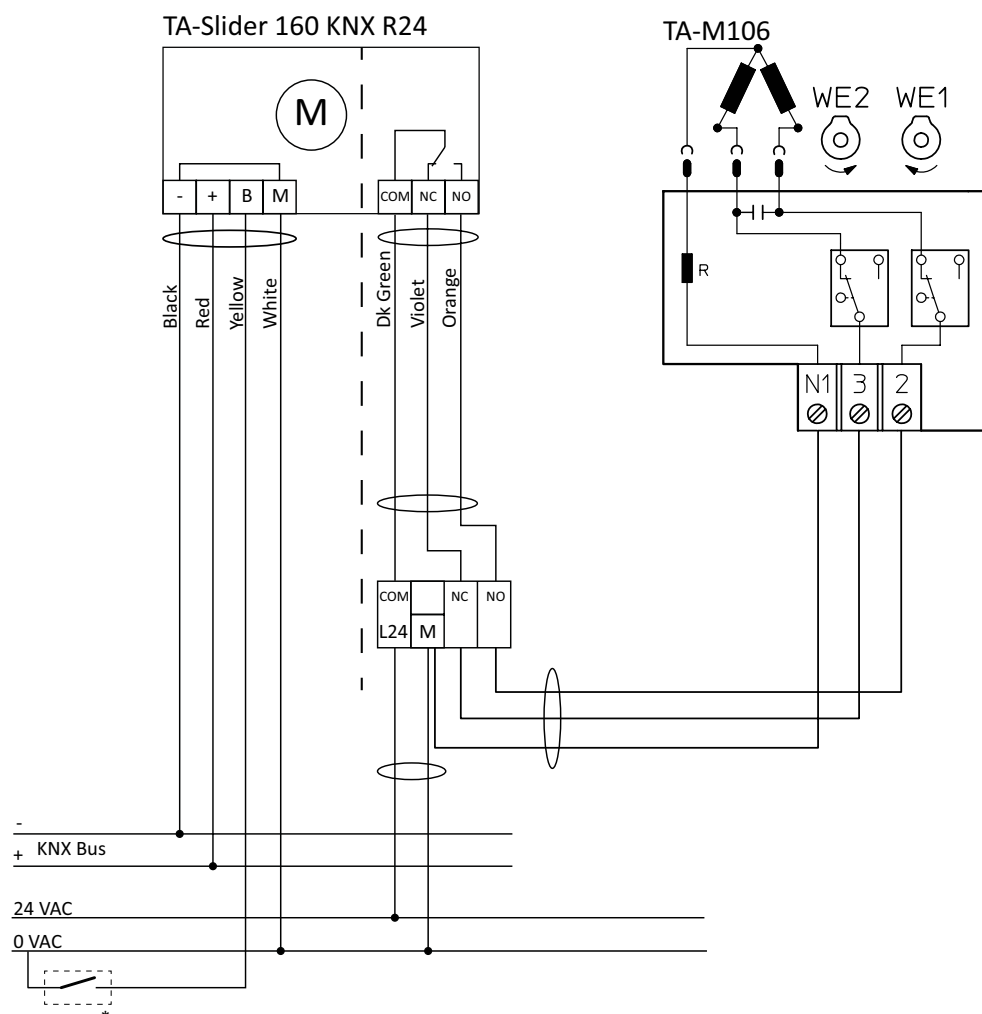 TA-Slider 160 KNX R24
TA-M106
M
WE2 WE1
- + B M
COM NC NO
R
Black
Red
Yellow
White
Dk Green
Violet
Orange
N1 3 2
COM NC NO
L24 M
-
+ KNX Bus
24 VAC
0 VAC
*